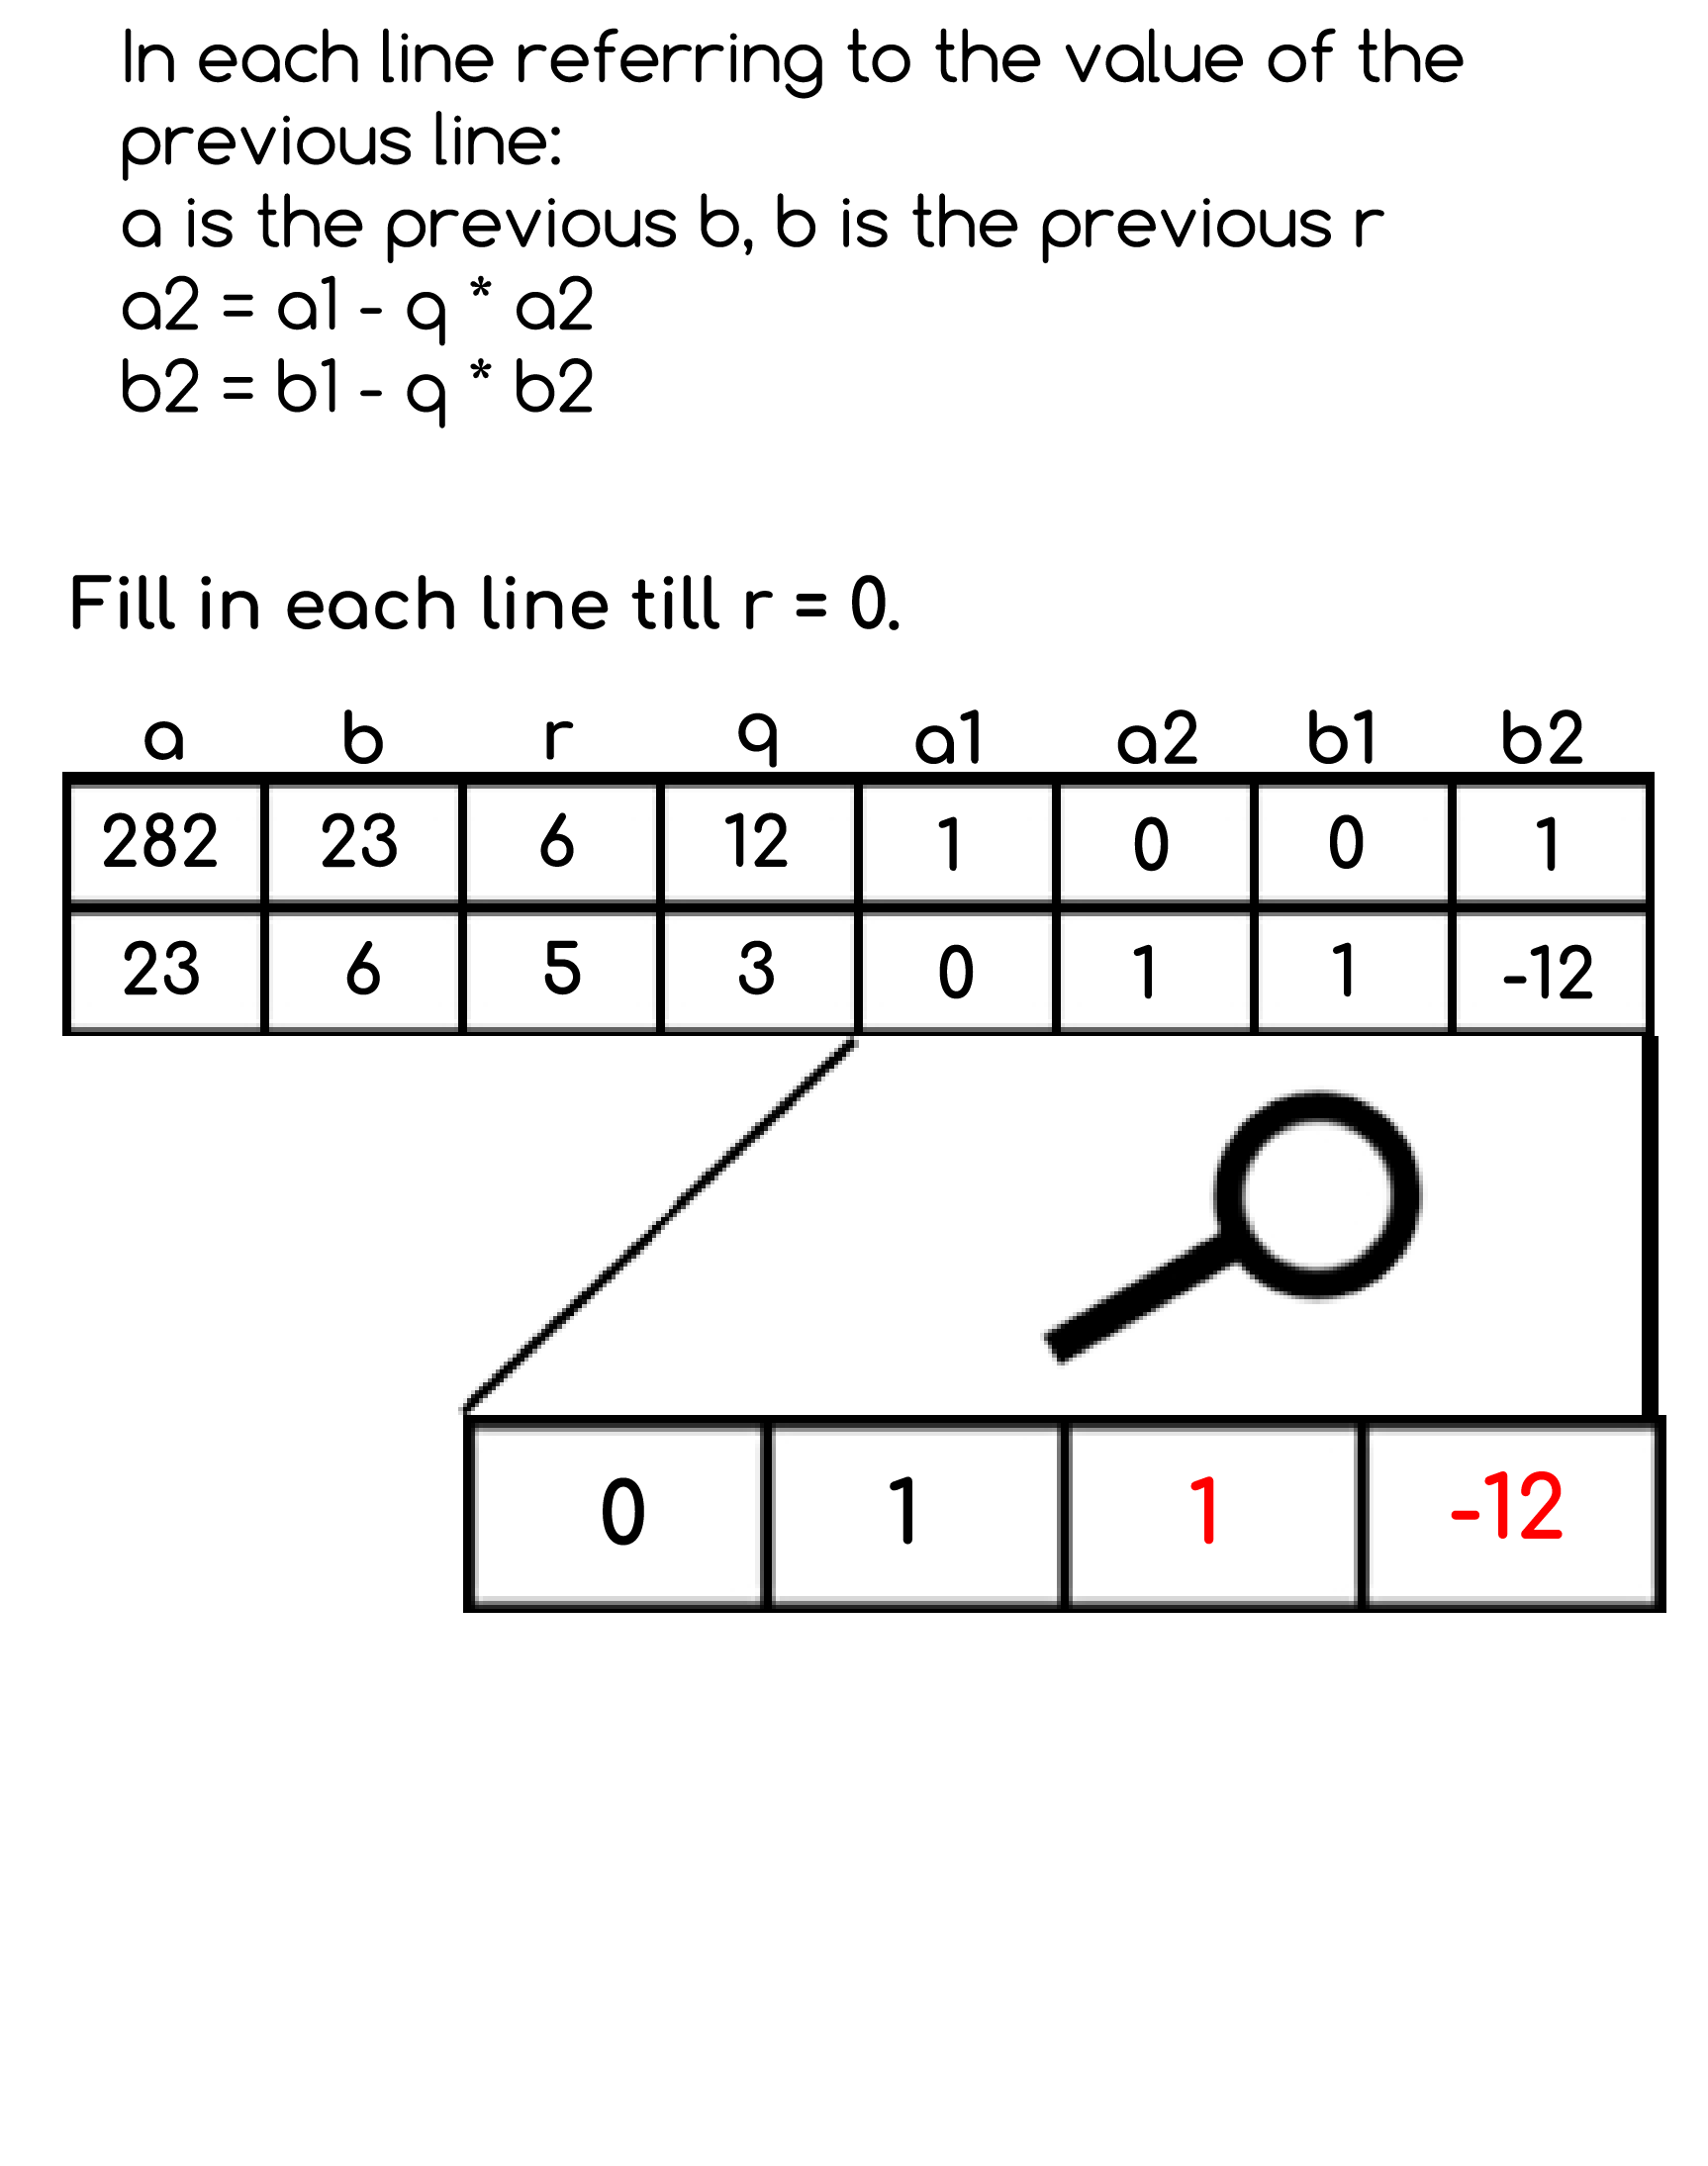 In each line referring to the value of the
previous line:
a is the previous b, b is the previous r
a2 = a1 - q * a2
b2 = b1 - q * b2
Fill in each line till r = 0.
a b r q a1 a2 b1 b2
282 23 6 12 1 0 0 1
23 6 5 3 0 1 1 -12
0 1 1 -12